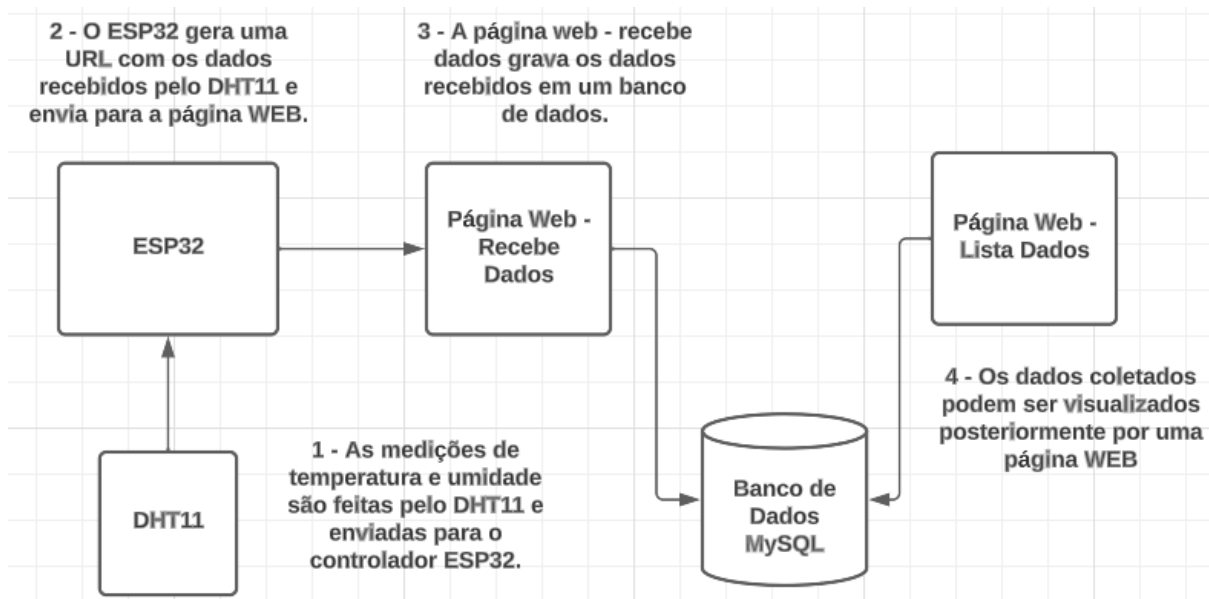 2 - O ESP32 gera uma
URL com os dados
recebidos pelo DHT11 e
envia para a página WEB.
3 - A página web - recebe
dados grava os dados
recebidos em um banco
de dados.
ESP32
Página Web -
Recebe
Dados
Página Web -
Lista Dados
4 - Os dados coletados
podem ser visualizados
posteriormente por uma
página WEB
1 - As medições de
temperatura e umidade
são feitas pelo DHT11 e
enviadas para o
controlador ESP32.
DHT11
Banco de
Dados
MySQL